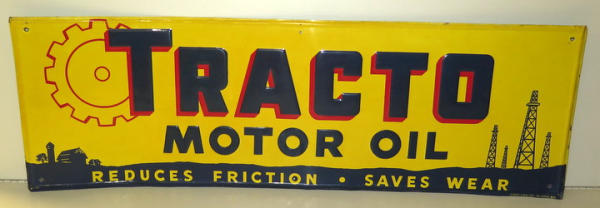 TRACTO
MOTOR OIL
REDUCES FRICTION • SAVES WEAR